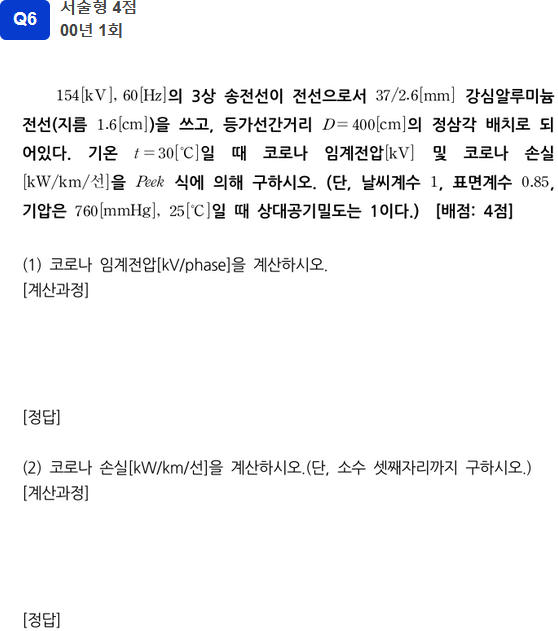 Q6
서술형 4점
00년 1회
154[kV], 60[Hz]의 3상 송전선이 전선으로서 37/2.6[mm] 강심알루미늄
전선(지름 1.6[cm])을 쓰고, 등가선간거리 D=400[cm]의 정삼각 배치로 되
어있다. 기온 t=30[℃]일 때 코로나 임계전압[kV] 및 코로나 손실
[kW/km/선]을 Peek 식에 의해 구하시오. (단, 날씨계수 1, 표면계수 0.85,
기압은 760[mmHg], 25[℃]일 때 상대공기밀도는 1이다.) [배점: 4점]
(1) 코로나 임계전압[kV/phase]을 계산하시오.
[계산과정]
[정답]
(2) 코로나 손실[kW/km/선]을 계산하시오.(단, 소수 셋째자리까지 구하시오.)
[계산과정]
[정답]